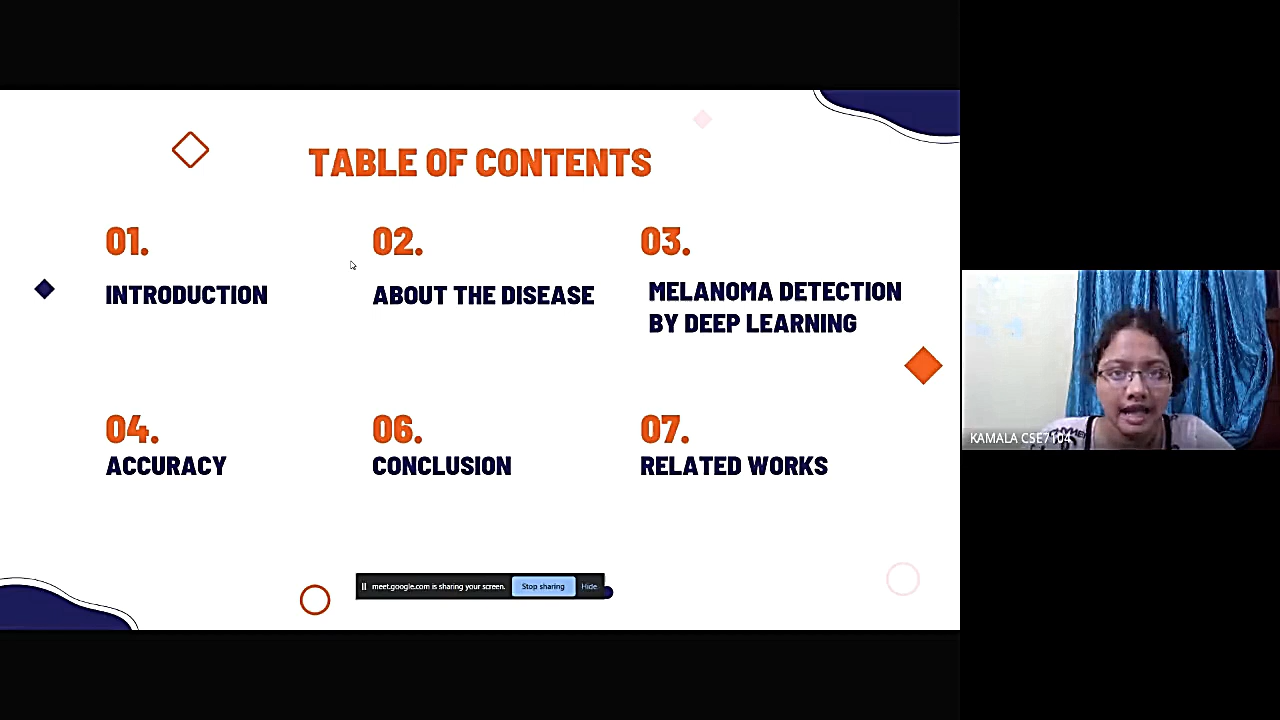 TABLE OF CONTENTS
01.
INTRODUCTION
02.
ABOUT THE DISEASE
03.
MELANOMA DETECTION
BY DEEP LEARNING
04.
ACCURACY
06.
CONCLUSION
07.
RELATED WORKS
meet.google.com is sharing your screen. Stop sharing Hide
KAMALA CSE7104